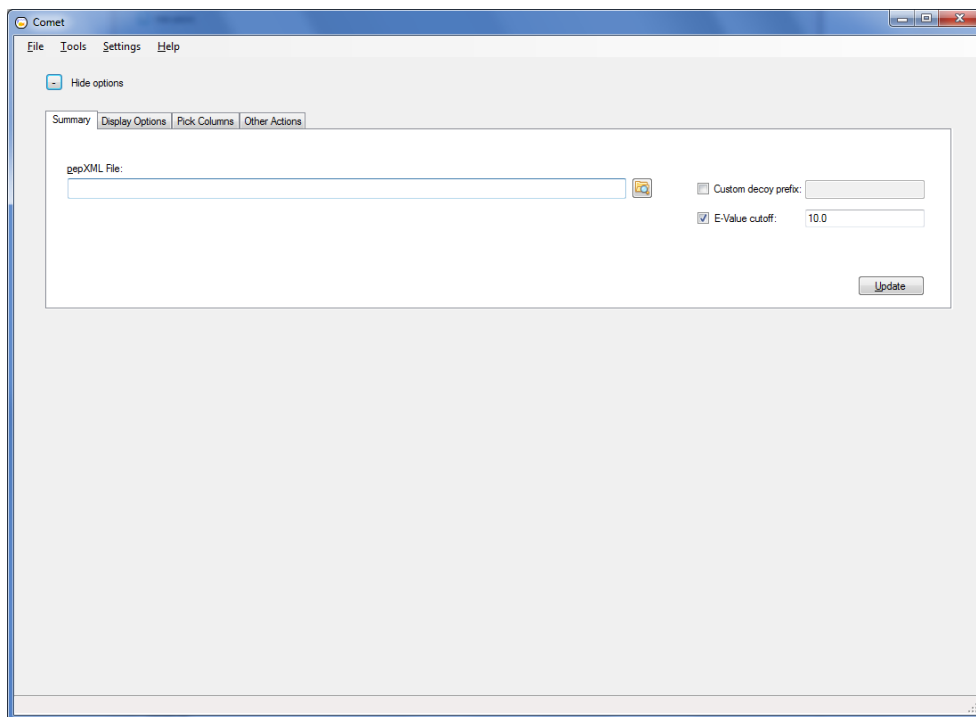 Comet
File Tools Settings Help
- Hide options
Summary Display Options Pick Columns Other Actions
pepXML File:
Custom decoy prefix:
E-Value cutoff: 10.0
Update